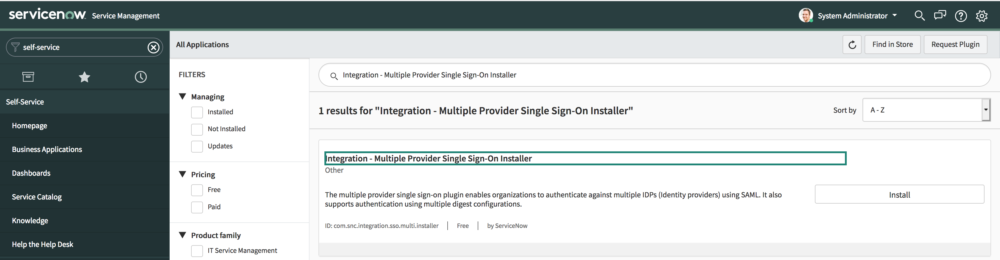 servicenow Service Management
System Administrator
self-service
Self-Service
Homepage
Business Applications
Dashboards
Service Catalog
Knowledge
Help the Help Desk
All Applications
Find in Store
Request Plugin
FILTERS
Managing
Installed
Not Installed
Updates
Pricing
Free
Paid
Product family
IT Service Management
Integration - Multiple Provider Single Sign-On Installer
1 results for "Integration - Multiple Provider Single Sign-On Installer"
Sort by
A - Z
Integration - Multiple Provider Single Sign-On Installer
Other
The multiple provider single sign-on plugin enables organizations to authenticate against multiple IDPs (Identity providers) using SAML. It also
supports authentication using multiple digest configurations.
Install
ID: com.snc.integration.sso.multi.installer | Free | by ServiceNow